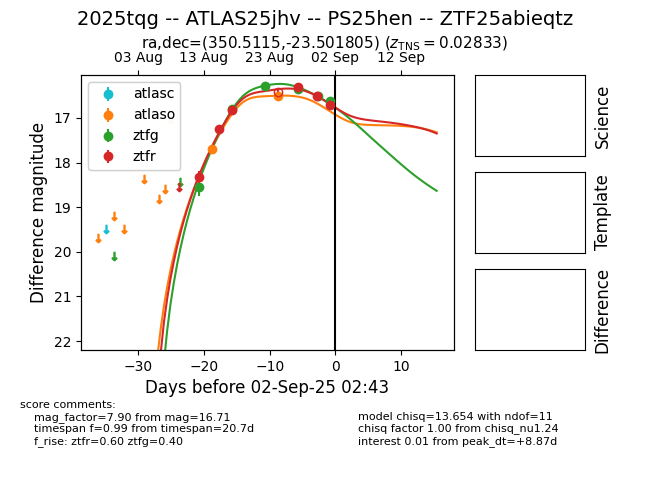 2025tqg -- ATLAS25jhv -- PS25hen -- ZTF25abieqtz
ra,dec=(350.5115,-23.501805) (z_TNS = 0.02833)
03 Aug 13 Aug 23 Aug 02 Sep 12 Sep
atlasc
atlaso
ztfg
ztfr
17
18
19
20
21
22
Difference magnitude
−30 −20 −10 0 10
Days before 02-Sep-25 02:43
Science
Template
Difference
score comments:
mag_factor=7.90 from mag=16.71
timespan f=0.99 from timespan=20.7d
f_rise: ztfr=0.60 ztfg=0.40
model chisq=13.654 with ndof=11
chisq factor 1.00 from chisq_nu1.24
interest 0.01 from peak_dt=+8.87d